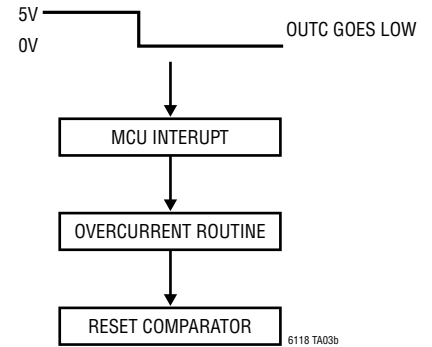 5V
0V
OUTC GOES LOW
MCU INTERUPT
OVERCURRENT ROUTINE
RESET COMPARATOR
6118 TA03b